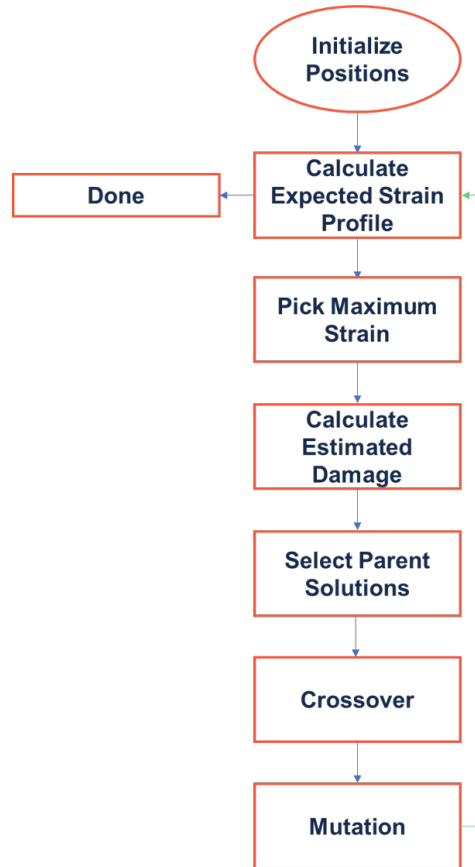 Initialize
Positions
Done
Calculate
Expected Strain
Profile
Pick Maximum
Strain
Calculate
Estimated
Damage
Select Parent
Solutions
Crossover
Mutation